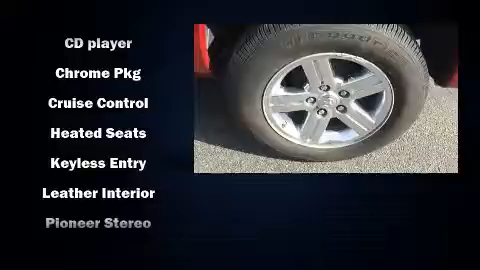 CD player
Chrome Pkg
Cruise Control
Heated Seats
Keyless Entry
Leather Interior
Pioneer Stereo